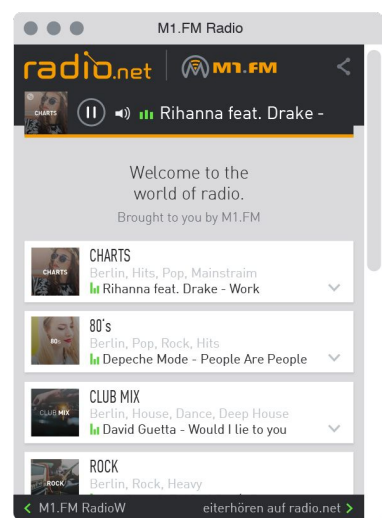 M1.FM Radio
radio.net M1.FM
CHARTS Rihanna feat. Drake -
Welcome to the
world of radio.
Brought to you by M1.FM
CHARTS
Berlin, Hits, Pop, Mainstraim
CHARTS
Rihanna feat. Drake - Work
80's
Berlin, Pop, Rock, Hits
80s
Depeche Mode - People Are People
CLUB MIX
Berlin, House, Dance, Deep House
CLUB MIX
David Guetta - Would I lie to you
ROCK
Berlin, Rock, Heavy
ROCK
M1.FM RadioW eiterhören auf radio.net